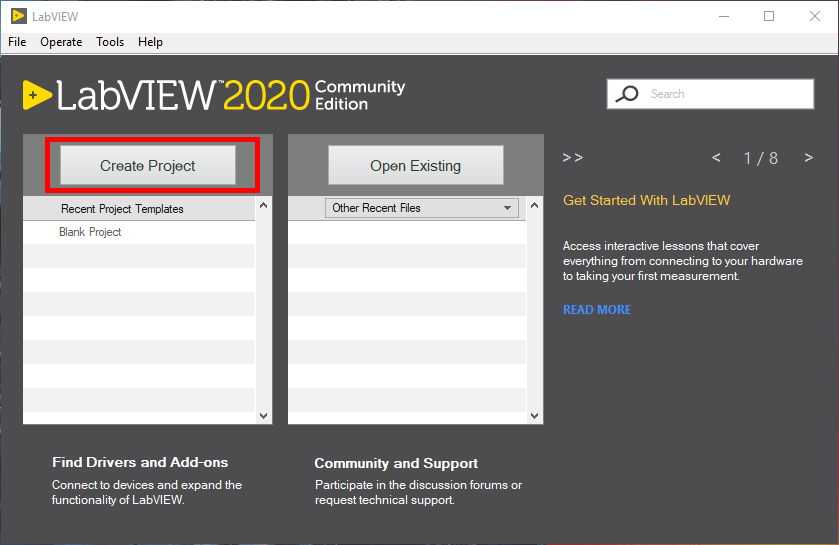 LabVIEW
File Operate Tools Help
LabVIEW™ 2020 Community Edition
Search
Create Project
Recent Project Templates
Blank Project
Open Existing
Other Recent Files
>> < 1 / 8 >
Get Started With LabVIEW
Access interactive lessons that cover
everything from connecting to your hardware
to taking your first measurement.
READ MORE
Find Drivers and Add-ons
Connect to devices and expand the
functionality of LabVIEW.
Community and Support
Participate in the discussion forums or
request technical support.